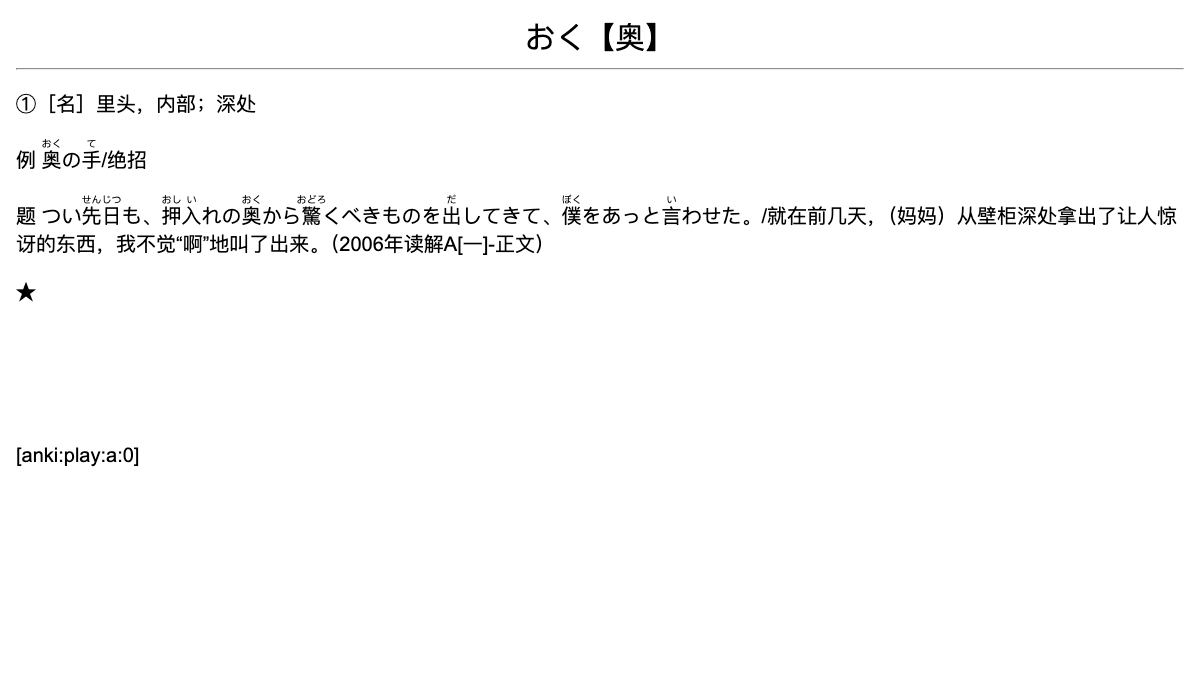 おく【奥】
①［名］里头，内部；深处
例 奥の手/绝招
题 つい先日も、押入れの奥から驚くべきものを出してきて、僕をあっと言わせた。/就在前几天，（妈妈）从壁柜深处拿出了让人惊
讶的东西，我不觉“啊”地叫了出来。（2006年读解A[一]-正文）
★
[anki:play:a:0]